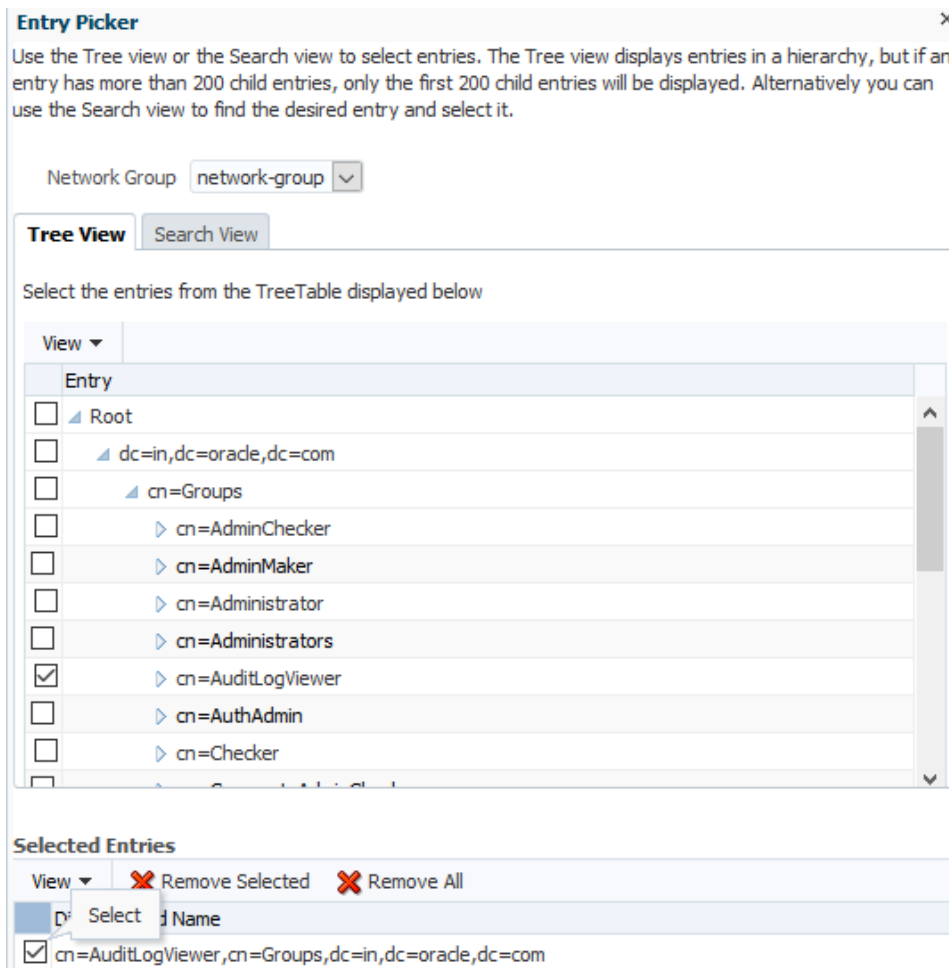 Entry Picker
Use the Tree view or the Search view to select entries. The Tree view displays entries in a hierarchy, but if an
entry has more than 200 child entries, only the first 200 child entries will be displayed. Alternatively you can
use the Search view to find the desired entry and select it.
Network Group network-group
Tree View Search View
Select the entries from the TreeTable displayed below
View
Entry
Root
dc=in,dc=oracle,dc=com
cn=Groups
cn=AdminChecker
cn=AdminMaker
cn=Administrator
cn=Administrators
cn=AuditLogViewer
cn=AuthAdmin
cn=Checker
Selected Entries
View Remove Selected Remove All
Select Name
cn=AuditLogViewer,cn=Groups,dc=in,dc=oracle,dc=com